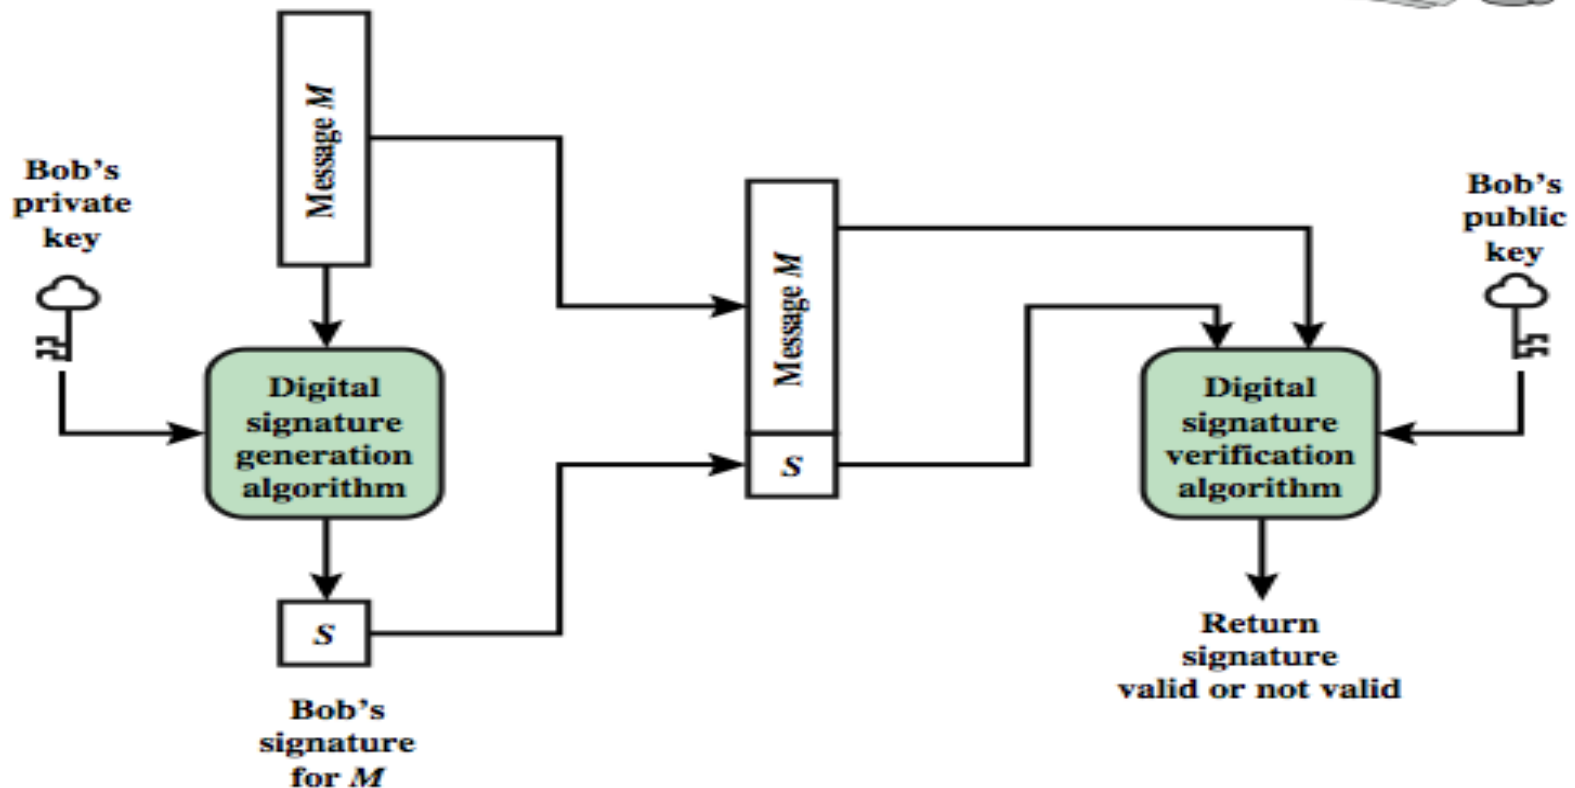 Message M
Bob's
private
key
Digital
signature
generation
algorithm
S
Bob's
signature
for M
Message M
S
Bob's
public
key
Digital
signature
verification
algorithm
Return
signature
valid or not valid